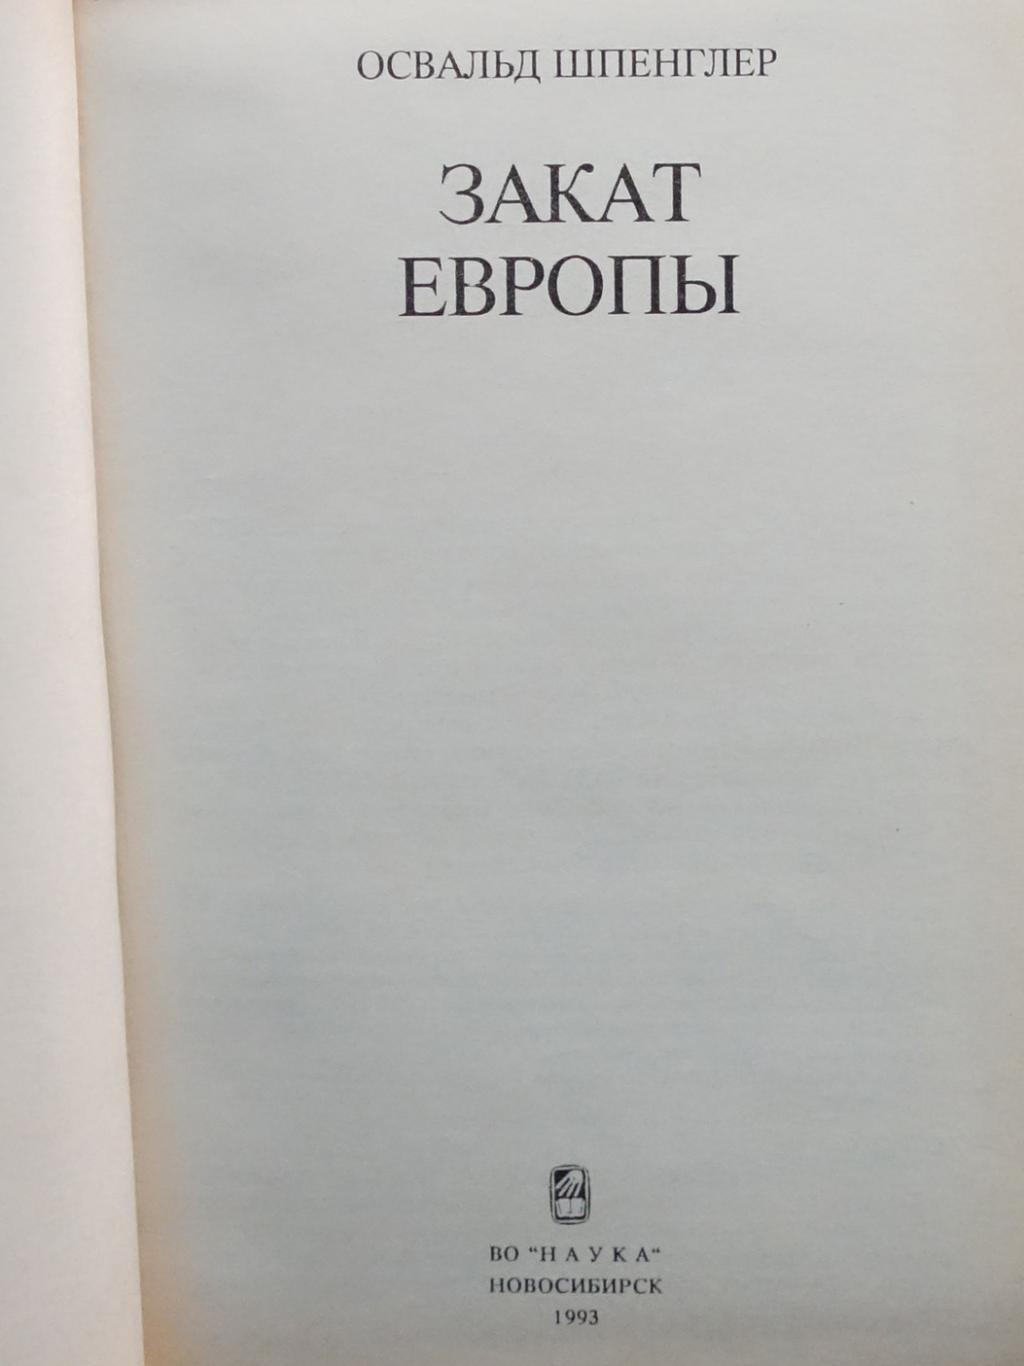 ОСВАЛЬД ШПЕНГЛЕР
ЗАКАТ
ЕВРОПЫ
ВО "НАУКА"
НОВОСИБИРСК
1993